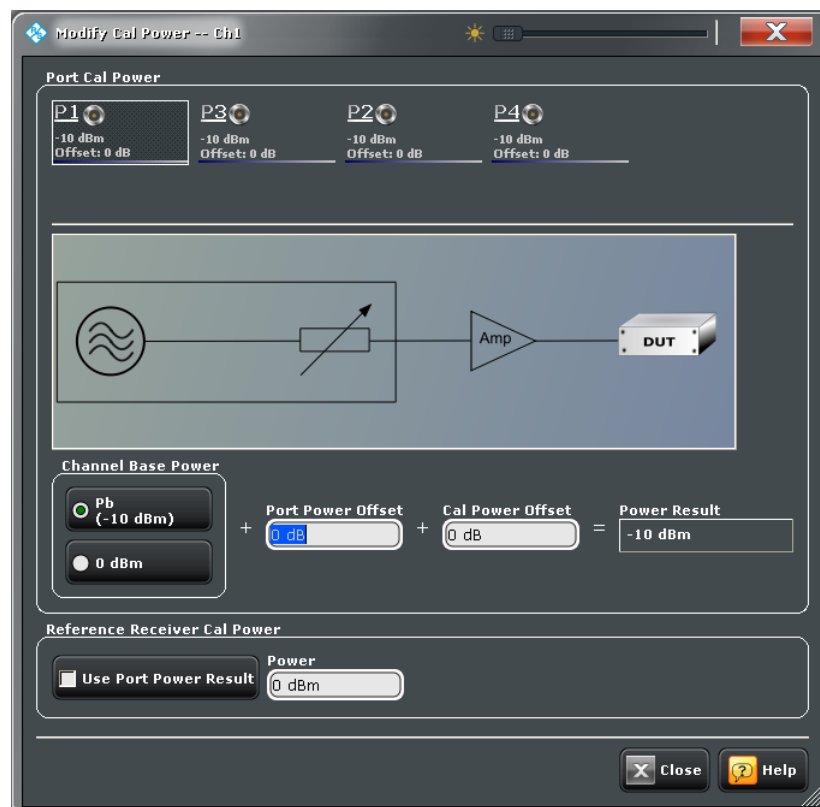 Modify Cal Power -- Ch1
Port Cal Power
P1 P3 P2 P4
-10 dBm -10 dBm -10 dBm -10 dBm
Offset: 0 dB Offset: 0 dB Offset: 0 dB Offset: 0 dB
Amp
DUT
Channel Base Power
Pb
(-10 dBm)
0 dBm
+
Port Power Offset
0 dB
+
Cal Power Offset
0 dB
=
Power Result
-10 dBm
Reference Receiver Cal Power
Use Port Power Result
Power
0 dBm
X Close
? Help